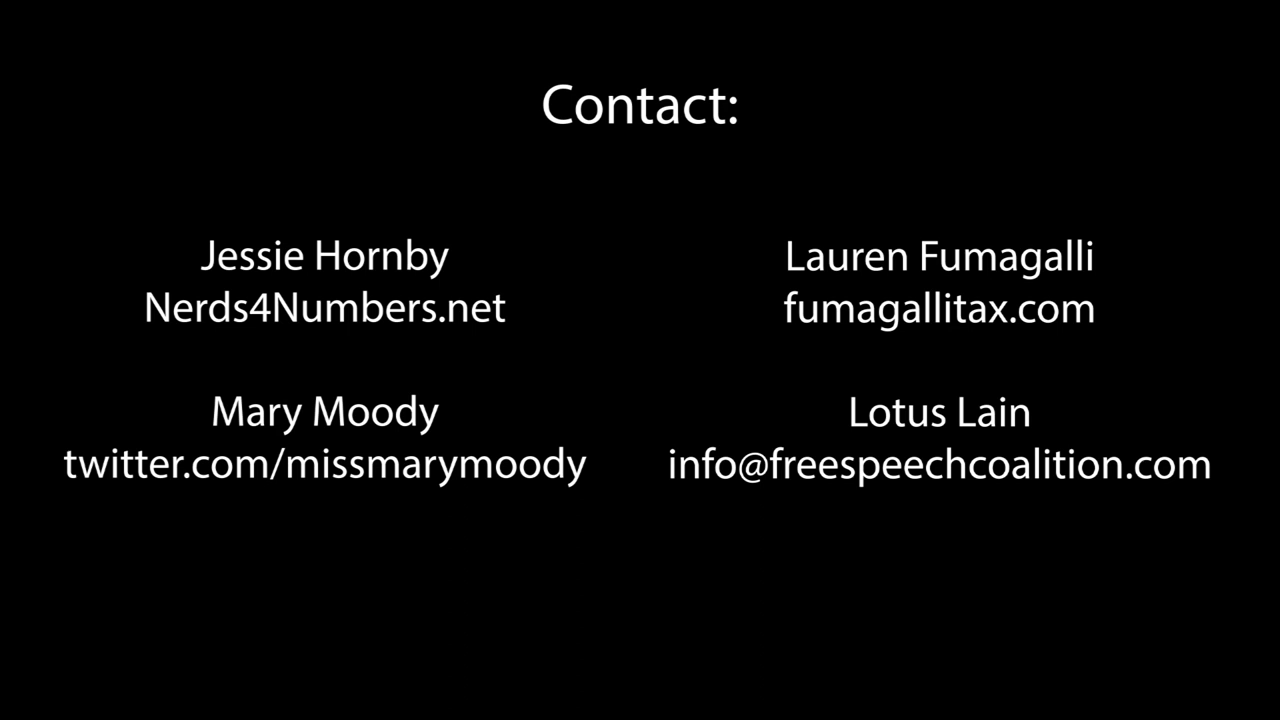 Contact:
Jessie Hornby
Nerds4Numbers.net
Lauren Fumagalli
fumagallitax.com
Mary Moody
twitter.com/missmarymoody
Lotus Lain
info@freespeechcoalition.com